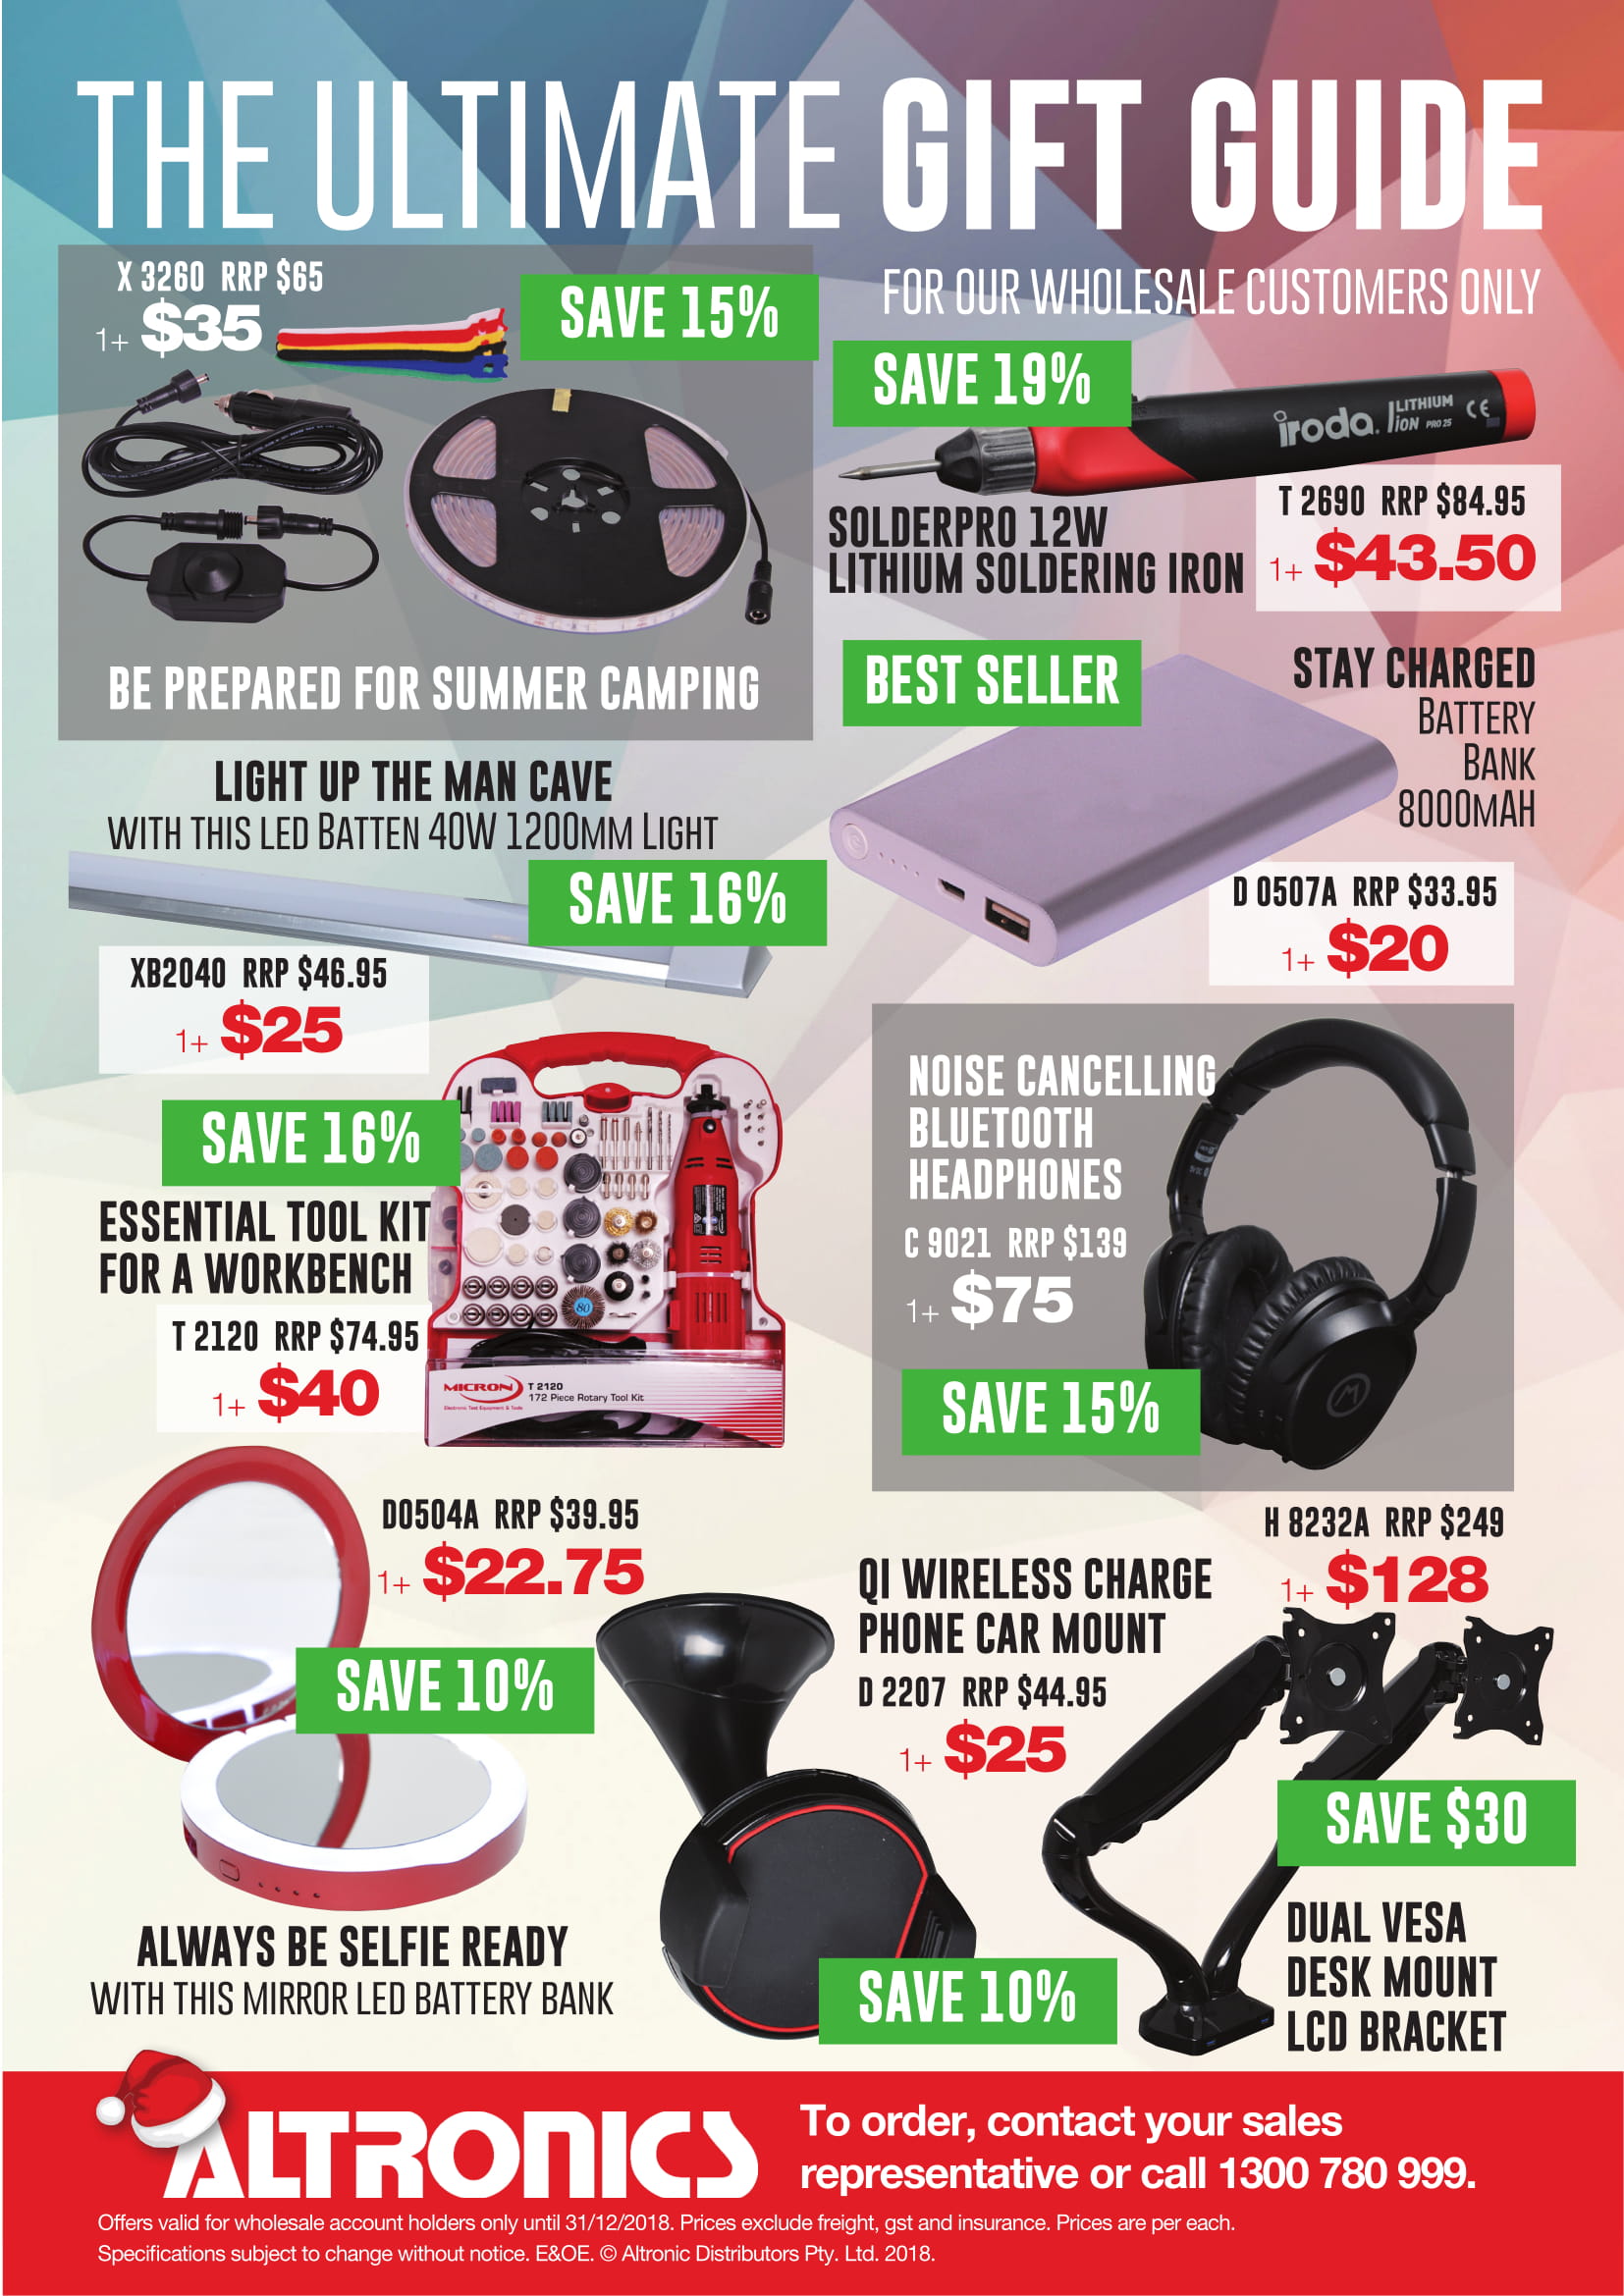 THE ULTIMATE GIFT GUIDE
FOR OUR WHOLESALE CUSTOMERS ONLY
X 3260 RRP $65
1+ $35
SAVE 15%
BE PREPARED FOR SUMMER CAMPING
SAVE 19%
iroda. LITHIUM ION PRO 25 CE
SOLDERPRO 12W
LITHIUM SOLDERING IRON
T 2690 RRP $84.95
1+ $43.50
LIGHT UP THE MAN CAVE
WITH THIS LED BATTEN 40W 1200MM LIGHT
SAVE 16%
XB2040 RRP $46.95
1+ $25
BEST SELLER
STAY CHARGED
BATTERY
BANK
8000MAH
D 0507A RRP $33.95
1+ $20
SAVE 16%
ESSENTIAL TOOL KIT
FOR A WORKBENCH
T 2120 RRP $74.95
1+ $40
80
MICRON T 2120
172 Piece Rotary Tool Kit
Electronic Test Equipment & Tools
NOISE CANCELLING
BLUETOOTH
HEADPHONES
C 9021 RRP $139
1+ $75
SAVE 15%
M
D0504A RRP $39.95
1+ $22.75
SAVE 10%
ALWAYS BE SELFIE READY
WITH THIS MIRROR LED BATTERY BANK
QI WIRELESS CHARGE
PHONE CAR MOUNT
D 2207 RRP $44.95
1+ $25
SAVE 10%
H 8232A RRP $249
1+ $128
SAVE $30
DUAL VESA
DESK MOUNT
LCD BRACKET
ALTRONICS
To order, contact your sales
representative or call 1300 780 999.
Offers valid for wholesale account holders only until 31/12/2018. Prices exclude freight, gst and insurance. Prices are per each.
Specifications subject to change without notice. E&OE. © Altronic Distributors Pty. Ltd. 2018.